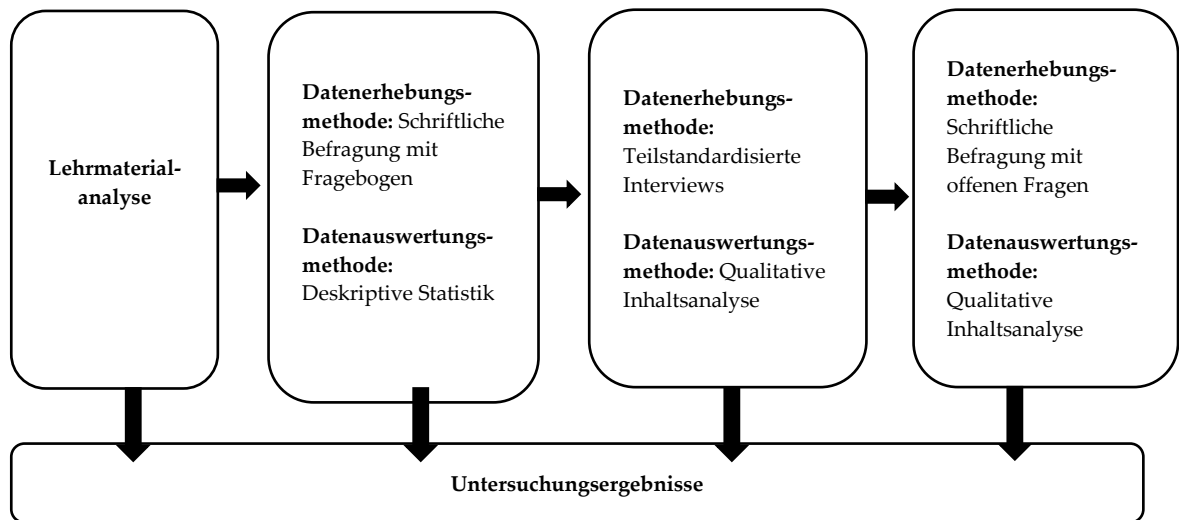 Lehrmaterial-
analyse
Datenerhebungs-
methode: Schriftliche
Befragung mit
Fragebogen
Datenauswertungs-
methode:
Deskriptive Statistik
Datenerhebungs-
methode:
Teilstandardisierte
Interviews
Datenauswertungs-
methode: Qualitative
Inhaltsanalyse
Datenerhebungs-
methode:
Schriftliche
Befragung mit
offenen Fragen
Datenauswertungs-
methode:
Qualitative
Inhaltsanalyse
Untersuchungsergebnisse